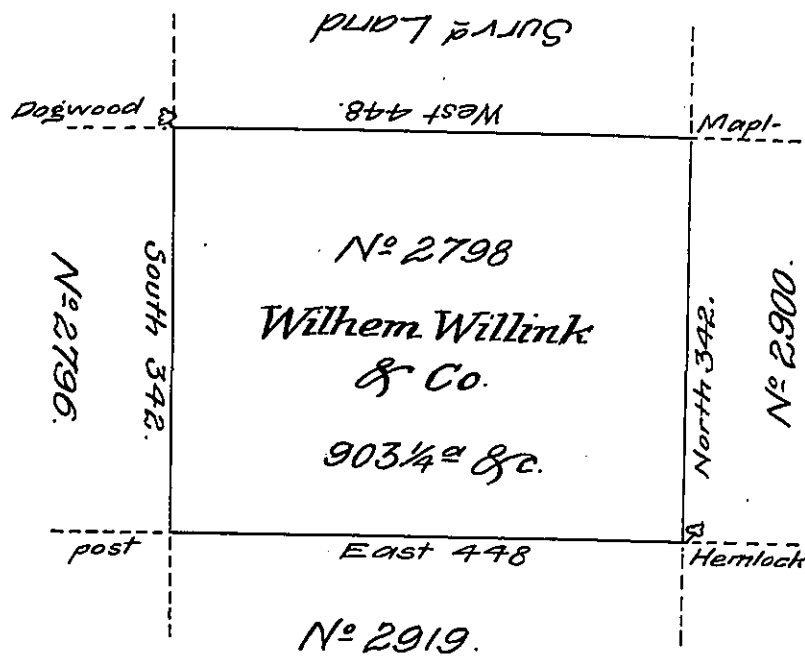 Surv.d Land
Dogwood
West 448.
Mapl-
Nº 2796.
South 342.
Nº 2798
Wilhem Willink
& Co.
903¼ a & c.
North 342.
Nº 2900.
post
East 448
Hemlock
Nº 2919.